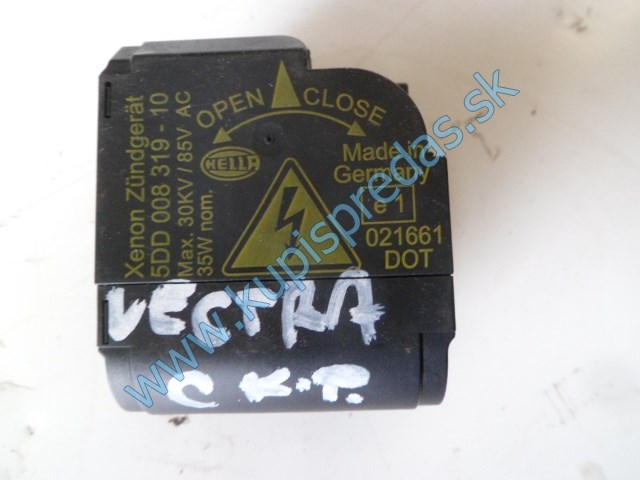 OPEN CLOSE
Xenon Zündgerät
5DD 008 319 - 10
Max. 30KV / 85V AC
35W nom.
HELLA
Made in
Germany
e 1
021661
DOT
VECTRA
C
www.kupispredas.sk